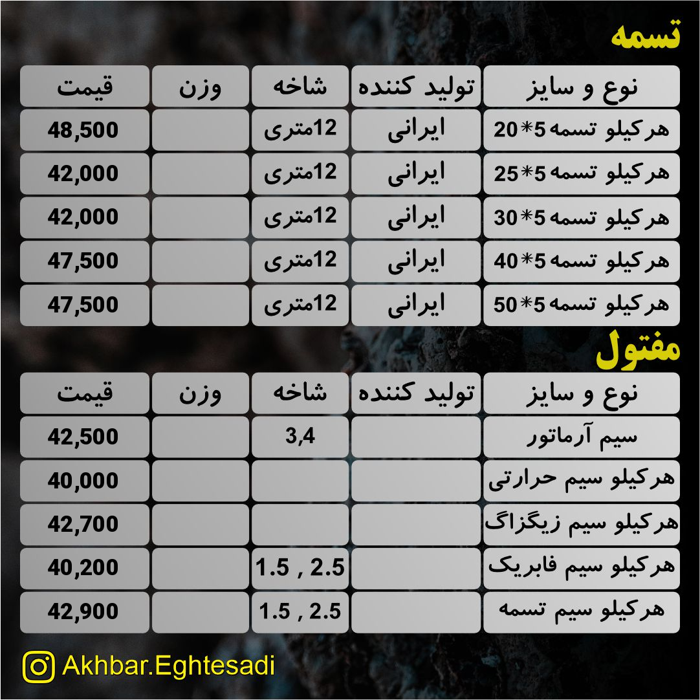 تسمه
نوع و سایز تولید کننده شاخه وزن قیمت
هرکیلو تسمه 5*20 ایرانی 12متری 48,500
هرکیلو تسمه 5*25 ایرانی 12متری 42,000
هرکیلو تسمه 5*30 ایرانی 12متری 42,000
هرکیلو تسمه 5*40 ایرانی 12متری 47,500
هرکیلو تسمه 5*50 ایرانی 12متری 47,500
مفتول
نوع و سایز تولید کننده شاخه وزن قیمت
سیم آرماتور 3,4 42,500
هرکیلو سیم حرارتی 40,000
هرکیلو سیم زیگزاگ 42,700
هرکیلو سیم فابریک 1.5 , 2.5 40,200
هرکیلو سیم تسمه 1.5 , 2.5 42,900
Akhbar.Eghtesadi